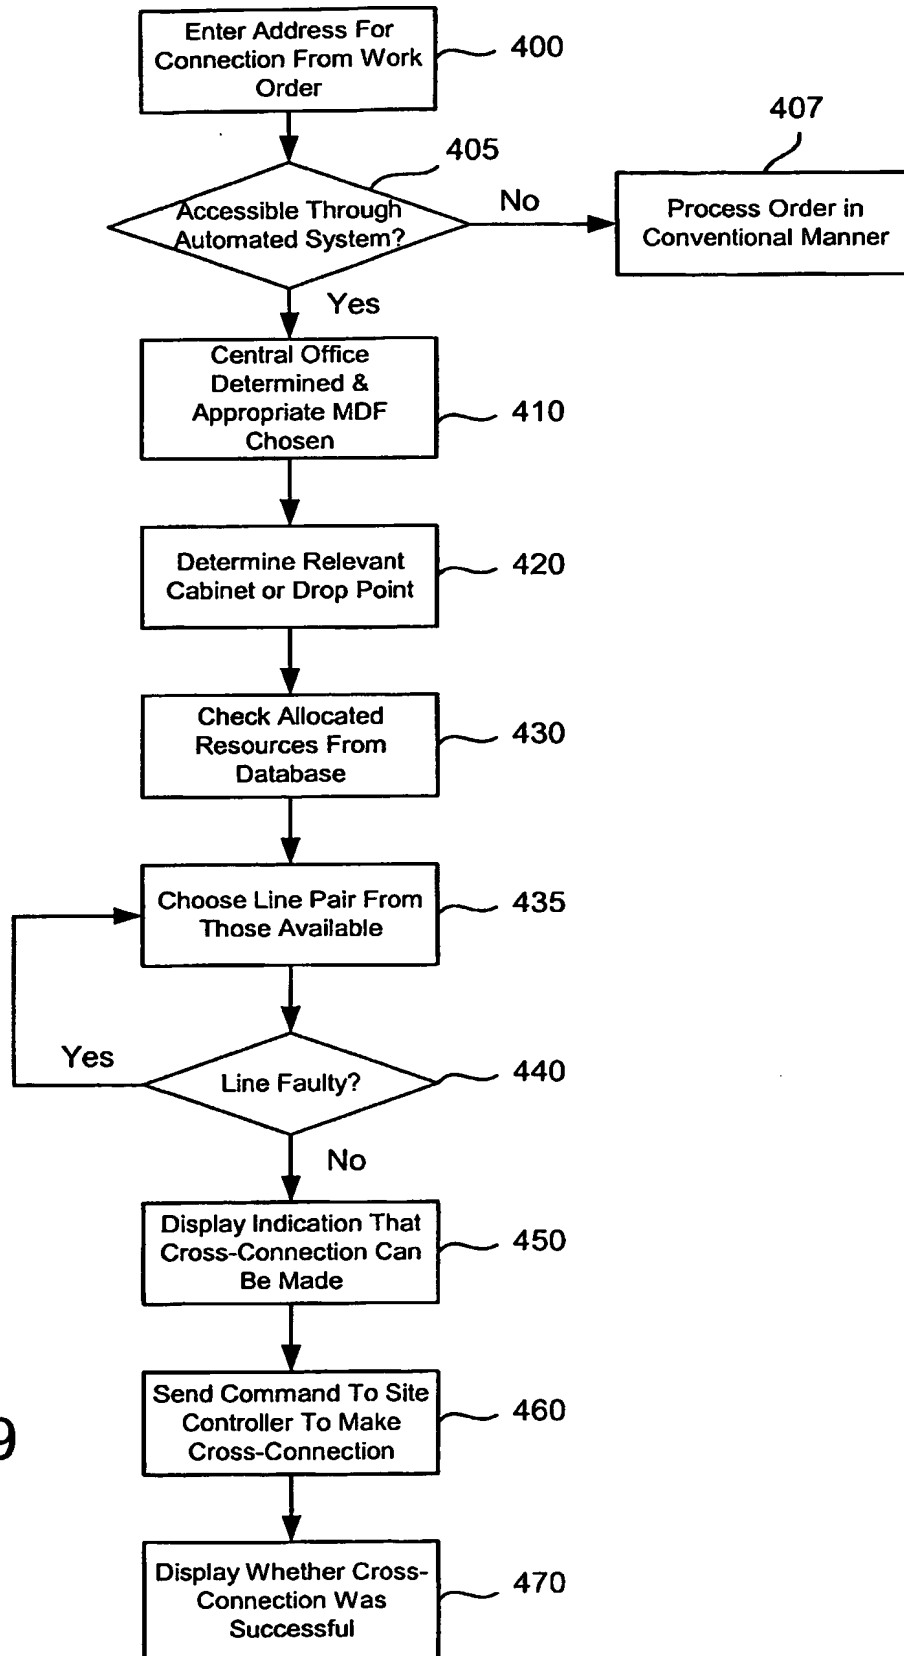 Enter Address For
Connection From Work
Order
400
405
407
Accessible Through
Automated System?
No
Process Order in
Conventional Manner
Yes
Central Office
Determined &
Appropriate MDF
Chosen
410
Determine Relevant
Cabinet or Drop Point
420
Check Allocated
Resources From
Database
430
Choose Line Pair From
Those Available
435
Yes
Line Faulty?
440
No
Display Indication That
Cross-Connection Can
Be Made
450
Send Command To Site
Controller To Make
Cross-Connection
460
9
Display Whether Cross-
Connection Was
Successful
470